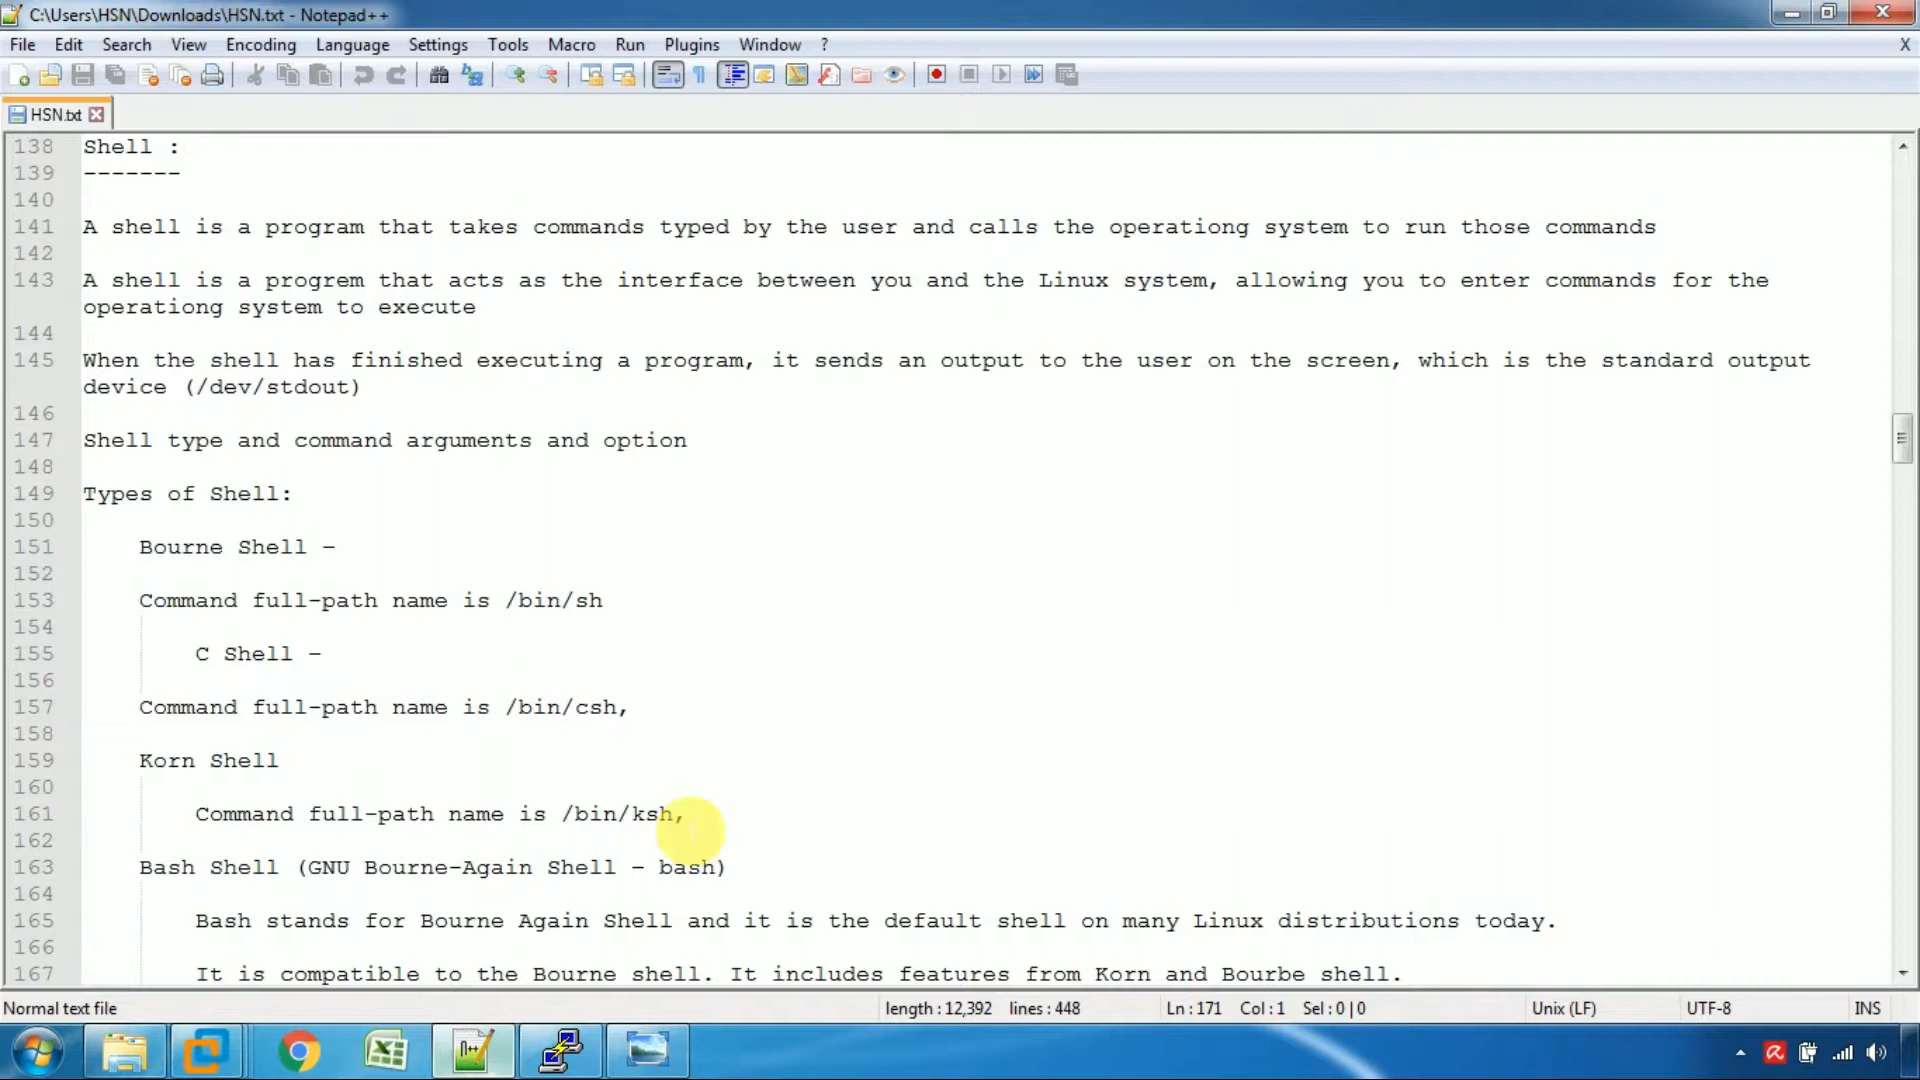 C:\Users\HSN\Downloads\HSN.txt - Notepad++
File Edit Search View Encoding Language Settings Tools Macro Run Plugins Window ? X
HSN.txt
138 Shell :
139 -------
140
141 A shell is a program that takes commands typed by the user and calls the operationg system to run those commands
142
143 A shell is a progrem that acts as the interface between you and the Linux system, allowing you to enter commands for the
operationg system to execute
144
145 When the shell has finished executing a program, it sends an output to the user on the screen, which is the standard output
device (/dev/stdout)
146
147 Shell type and command arguments and option
148
149 Types of Shell:
150
151 Bourne Shell –
152
153 Command full-path name is /bin/sh
154
155 C Shell –
156
157 Command full-path name is /bin/csh,
158
159 Korn Shell
160
161 Command full-path name is /bin/ksh,
162
163 Bash Shell (GNU Bourne-Again Shell – bash)
164
165 Bash stands for Bourne Again Shell and it is the default shell on many Linux distributions today.
166
167 It is compatible to the Bourne shell. It includes features from Korn and Bourbe shell.
Normal text file length : 12,392 lines : 448 Ln : 171 Col : 1 Sel : 0 | 0 Unix (LF) UTF-8 INS